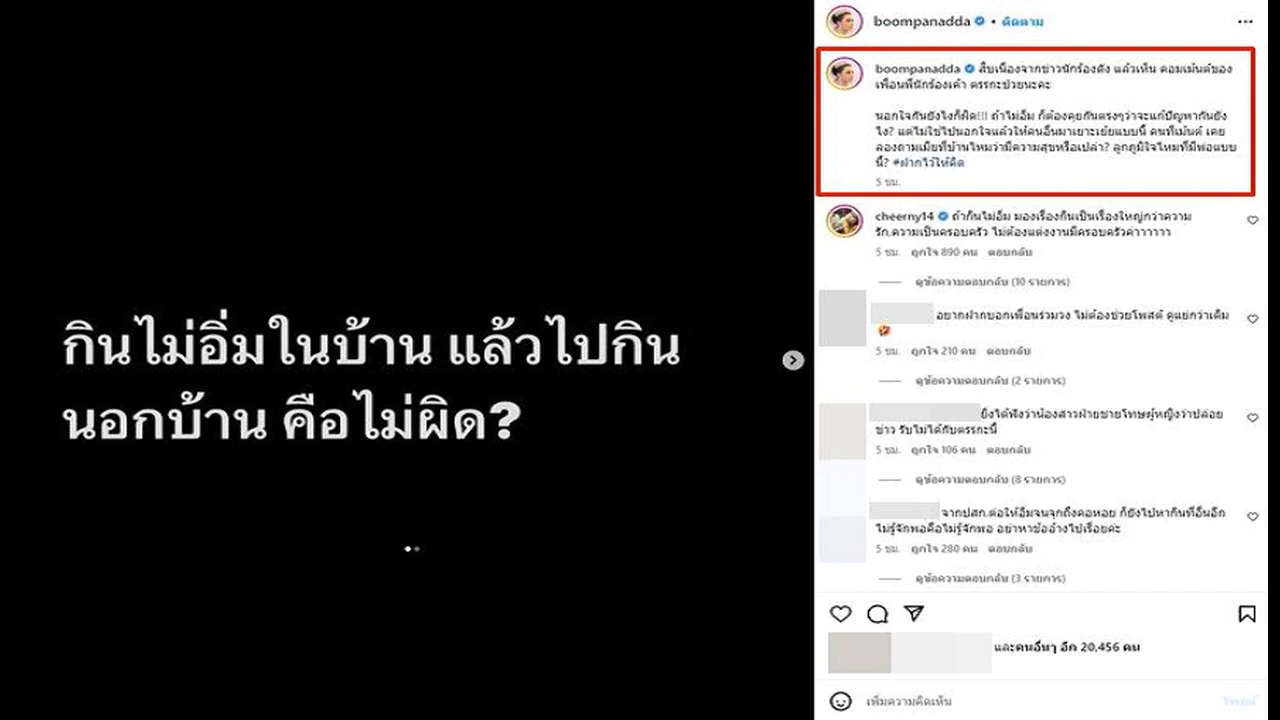 กินไม่อิ่มในบ้าน แล้วไปกิน
นอกบ้าน คือไม่ผิด?
boompanadda • ติดตาม
boompanadda สืบเนื่องจากข่าวนักร้องดัง แล้วเห็น คอมเม้นต์ของ
เพื่อนพี่นักร้องเค้า ตรรกะป่วยนะคะ
นอกใจกันยังไงก็ผิด!!! ถ้าไม่อิ่ม ก็ต้องคุยกันตรงๆว่าจะแก้ปัญหากันยัง
ไง? แต่ไม่ใช่ไปนอกใจแล้วให้คนอื่นมาเยาะเย้ยแบบนี้ คนที่เม้นต์ เคย
ลองถามเมียที่บ้านไหมว่ามีความสุขหรือเปล่า? ลูกภูมิใจไหมที่มีพ่อแบบ
นี้? #ฝากไว้ให้คิด
5 ชม.
cheerny14 ถ้ากินไม่อิ่ม มองเรื่องกินเป็นเรื่องใหญ่กว่าความ
รัก,ความเป็นครอบครัว ไม่ต้องแต่งงานมีครอบครัวค่าาาาาา
5 ชม. ถูกใจ 890 คน ตอบกลับ
ดูข้อความตอบกลับ (10 รายการ)
อยากฝากบอกเพื่อนร่วมวง ไม่ต้องช่วยโพสต์ ดูแย่กว่าเดิม
5 ชม. ถูกใจ 210 คน ตอบกลับ
ดูข้อความตอบกลับ (2 รายการ)
ยิ่งได้ฟังว่าน้องสาวฝ่ายชายโทษผู้หญิงว่าปล่อย
ข่าว รับไม่ได้กับตรรกะนี้
5 ชม. ถูกใจ 106 คน ตอบกลับ
ดูข้อความตอบกลับ (8 รายการ)
จากปสก.ต่อให้อิ่มจนจุกถึงคอหอย ก็ยังไปหากินที่อื่นอีก
ไม่รู้จักพอคือไม่รู้จักพอ อย่าหาข้ออ้างไปเรื่อยค่ะ
5 ชม. ถูกใจ 280 คน ตอบกลับ
ดูข้อความตอบกลับ (3 รายการ)
และคนอื่นๆ อีก 20,456 คน
เพิ่มความคิดเห็น
โพสต์